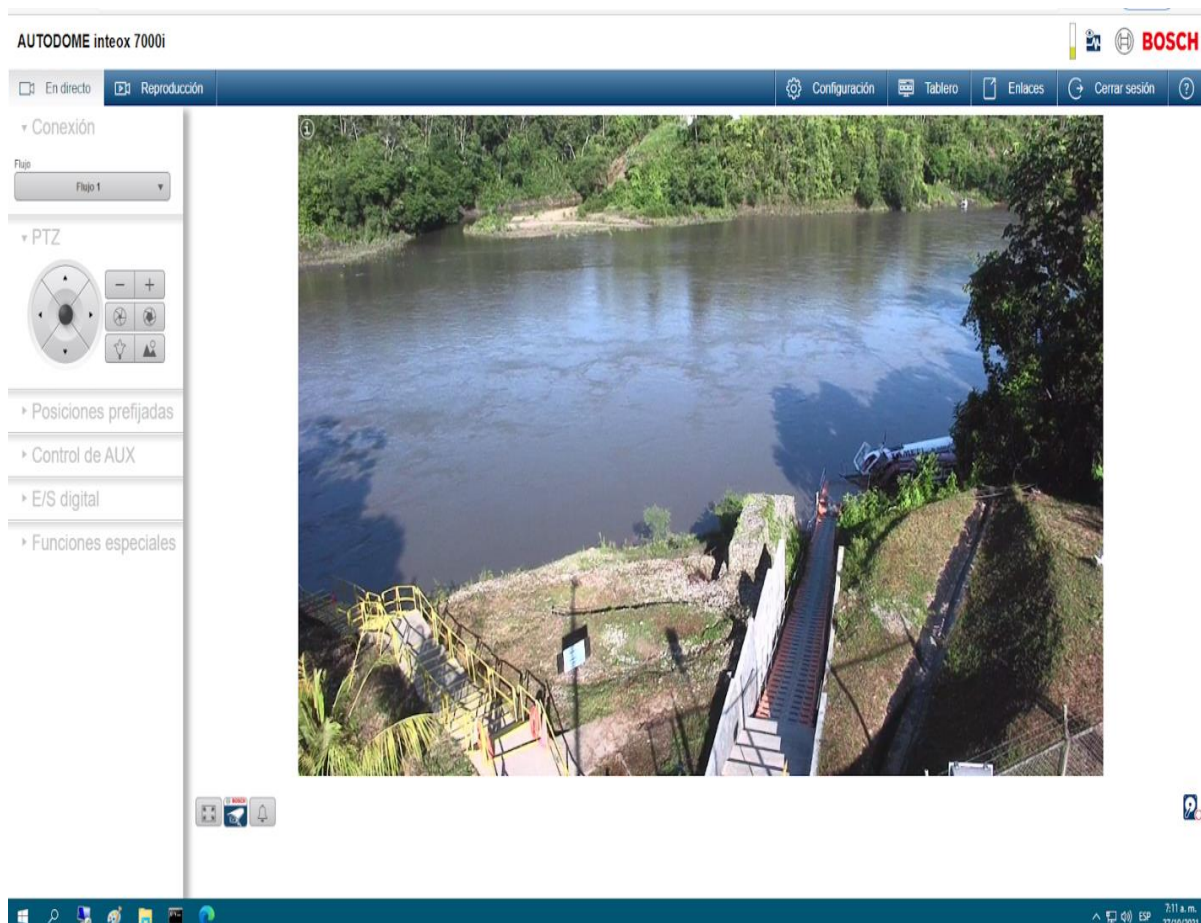 AUTODOME inteox 7000i
BOSCH
En directo
Reproducción
Configuración
Tablero
Enlaces
Cerrar sesión
?
Conexión
Flujo
Flujo 1
PTZ
Posiciones prefijadas
Control de AUX
E/S digital
Funciones especiales
BOSCH
ESP
7:11 a. m.